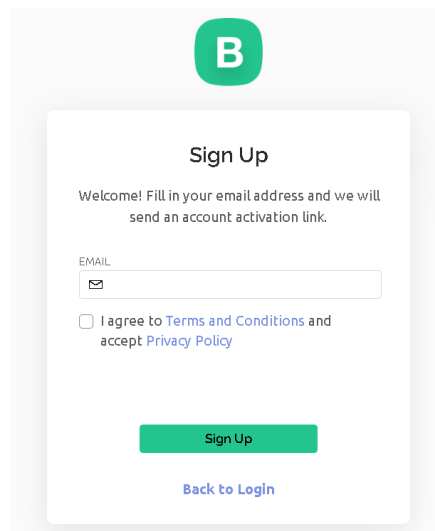 B
Sign Up
Welcome! Fill in your email address and we will
send an account activation link.
EMAIL
I agree to Terms and Conditions and
accept Privacy Policy
Sign Up
Back to Login